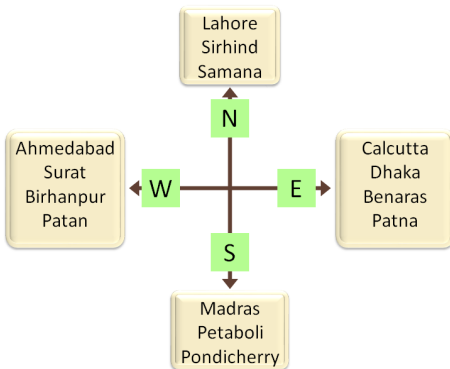 Lahore
Sirhind
Samana
N
Ahmedabad
Surat
Birhanpur
Patan
W
E
Calcutta
Dhaka
Benaras
Patna
S
Madras
Petaboli
Pondicherry